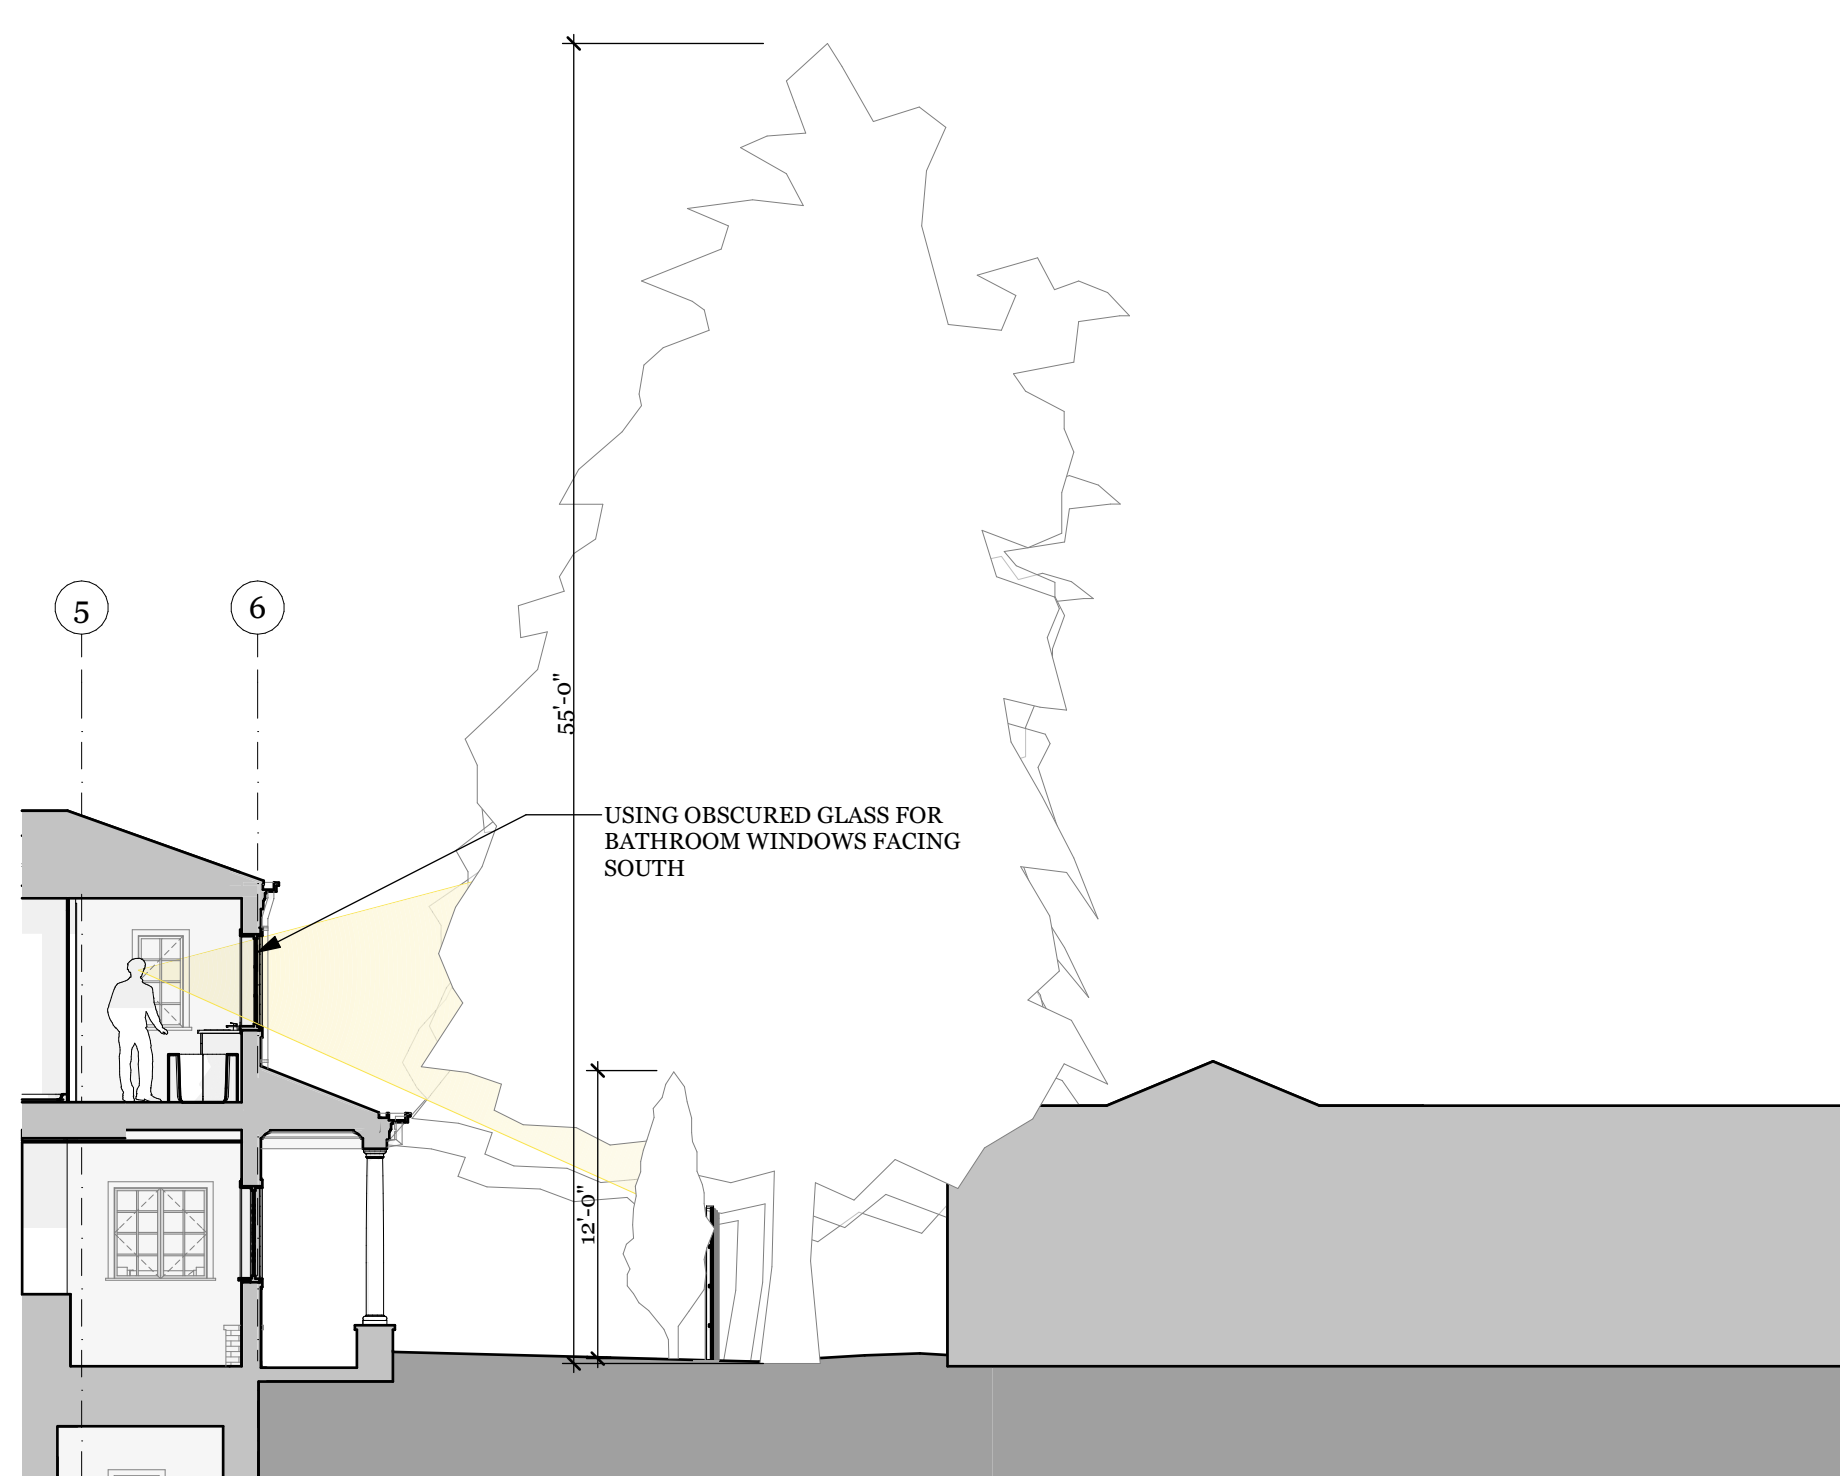 5
6
55'-0"
USING OBSCURED GLASS FOR
BATHROOM WINDOWS FACING
SOUTH
12'-0"